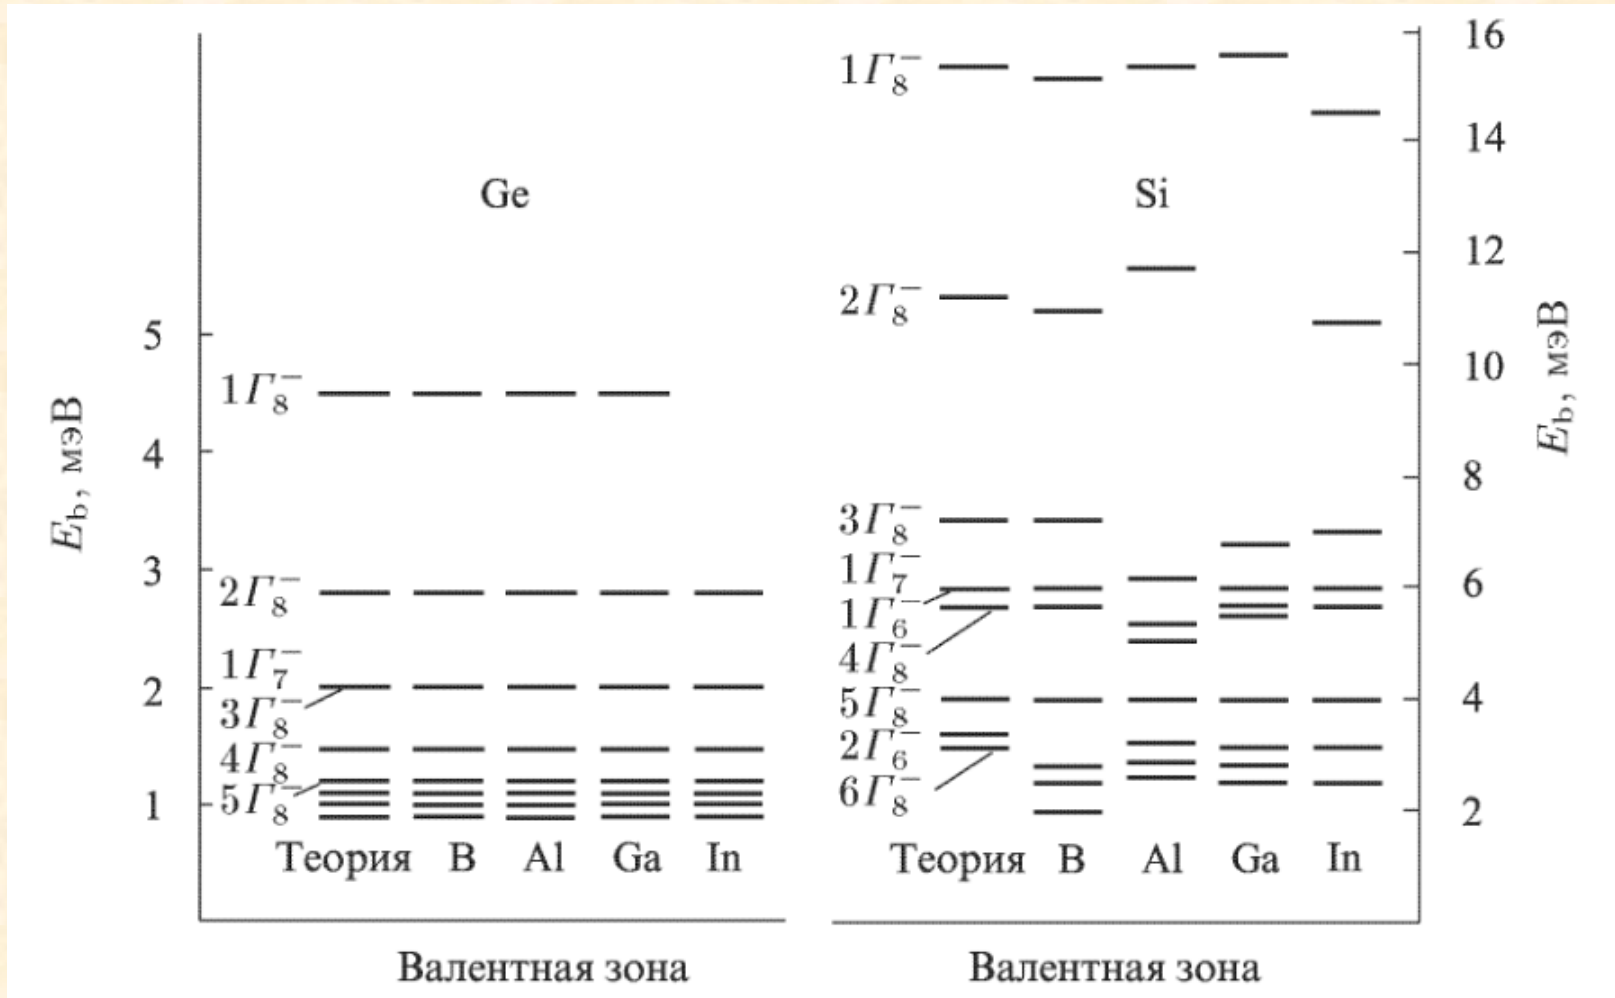 Ge
5
4
3
2
1
E_b, мэВ
1Γ₈⁻
2Γ₈⁻
1Γ₇⁻
3Γ₈⁻
4Γ₈⁻
5Γ₈⁻
Теория B Al Ga In
Валентная зона
Si
16
14
12
10
8
6
4
2
E_b, мэВ
1Γ₈⁻
2Γ₈⁻
3Γ₈⁻
1Γ₇⁻
1Γ₆⁻
4Γ₈⁻
5Γ₈⁻
2Γ₆⁻
6Γ₈⁻
Теория B Al Ga In
Валентная зона